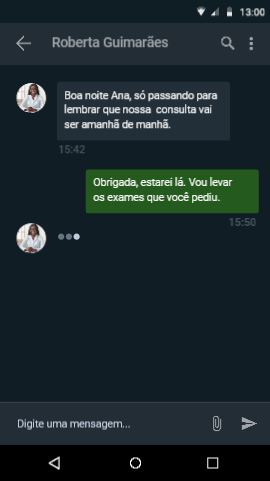 13:00
Roberta Guimarães
Boa noite Ana, só passando para
lembrar que nossa consulta vai
ser amanhã de manhã.
15:42
Obrigada, estarei lá. Vou levar
os exames que você pediu.
15:50
Digite uma mensagem...